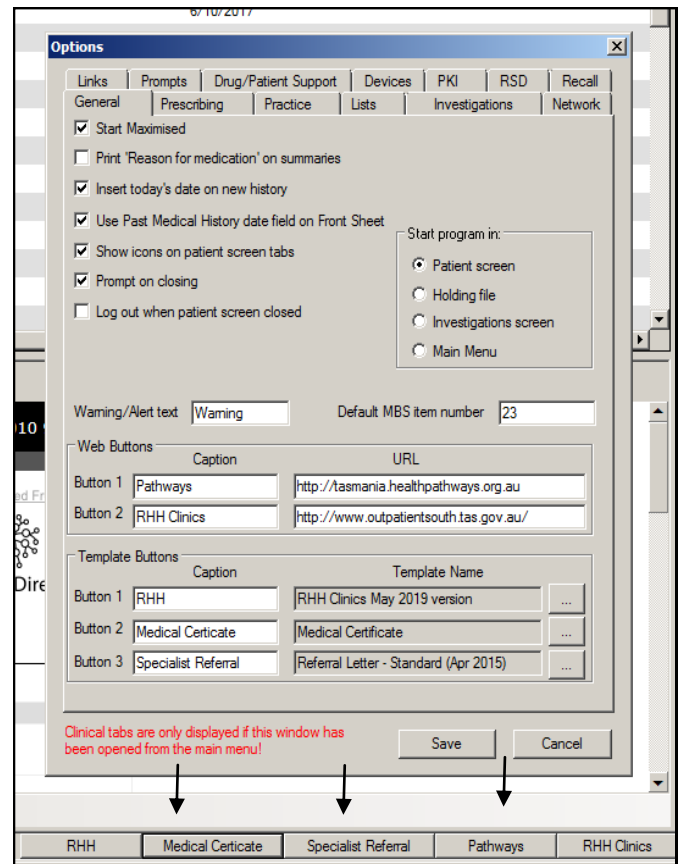 6/10/2017
Options
Links Prompts Drug/Patient Support Devices PKI RSD Recall
General Prescribing Practice Lists Investigations Network
Start Maximised
Print 'Reason for medication' on summaries
Insert today's date on new history
Use Past Medical History date field on Front Sheet
Show icons on patient screen tabs
Prompt on closing
Log out when patient screen closed
Start program in:
Patient screen
Holding file
Investigations screen
Main Menu
Warning/Alert text Warning Default MBS item number 23
Web Buttons
Caption URL
Button 1 Pathways http://tasmania.healthpathways.org.au
Button 2 RHH Clinics http://www.outpatientsouth.tas.gov.au/
Template Buttons
Caption Template Name
Button 1 RHH RHH Clinics May 2019 version ...
Button 2 Medical Certicate Medical Certificate ...
Button 3 Specialist Referral Referral Letter - Standard (Apr 2015) ...
Clinical tabs are only displayed if this window has
been opened from the main menu!
Save Cancel
010
ed Fr
Dire
RHH Medical Certicate Specialist Referral Pathways RHH Clinics